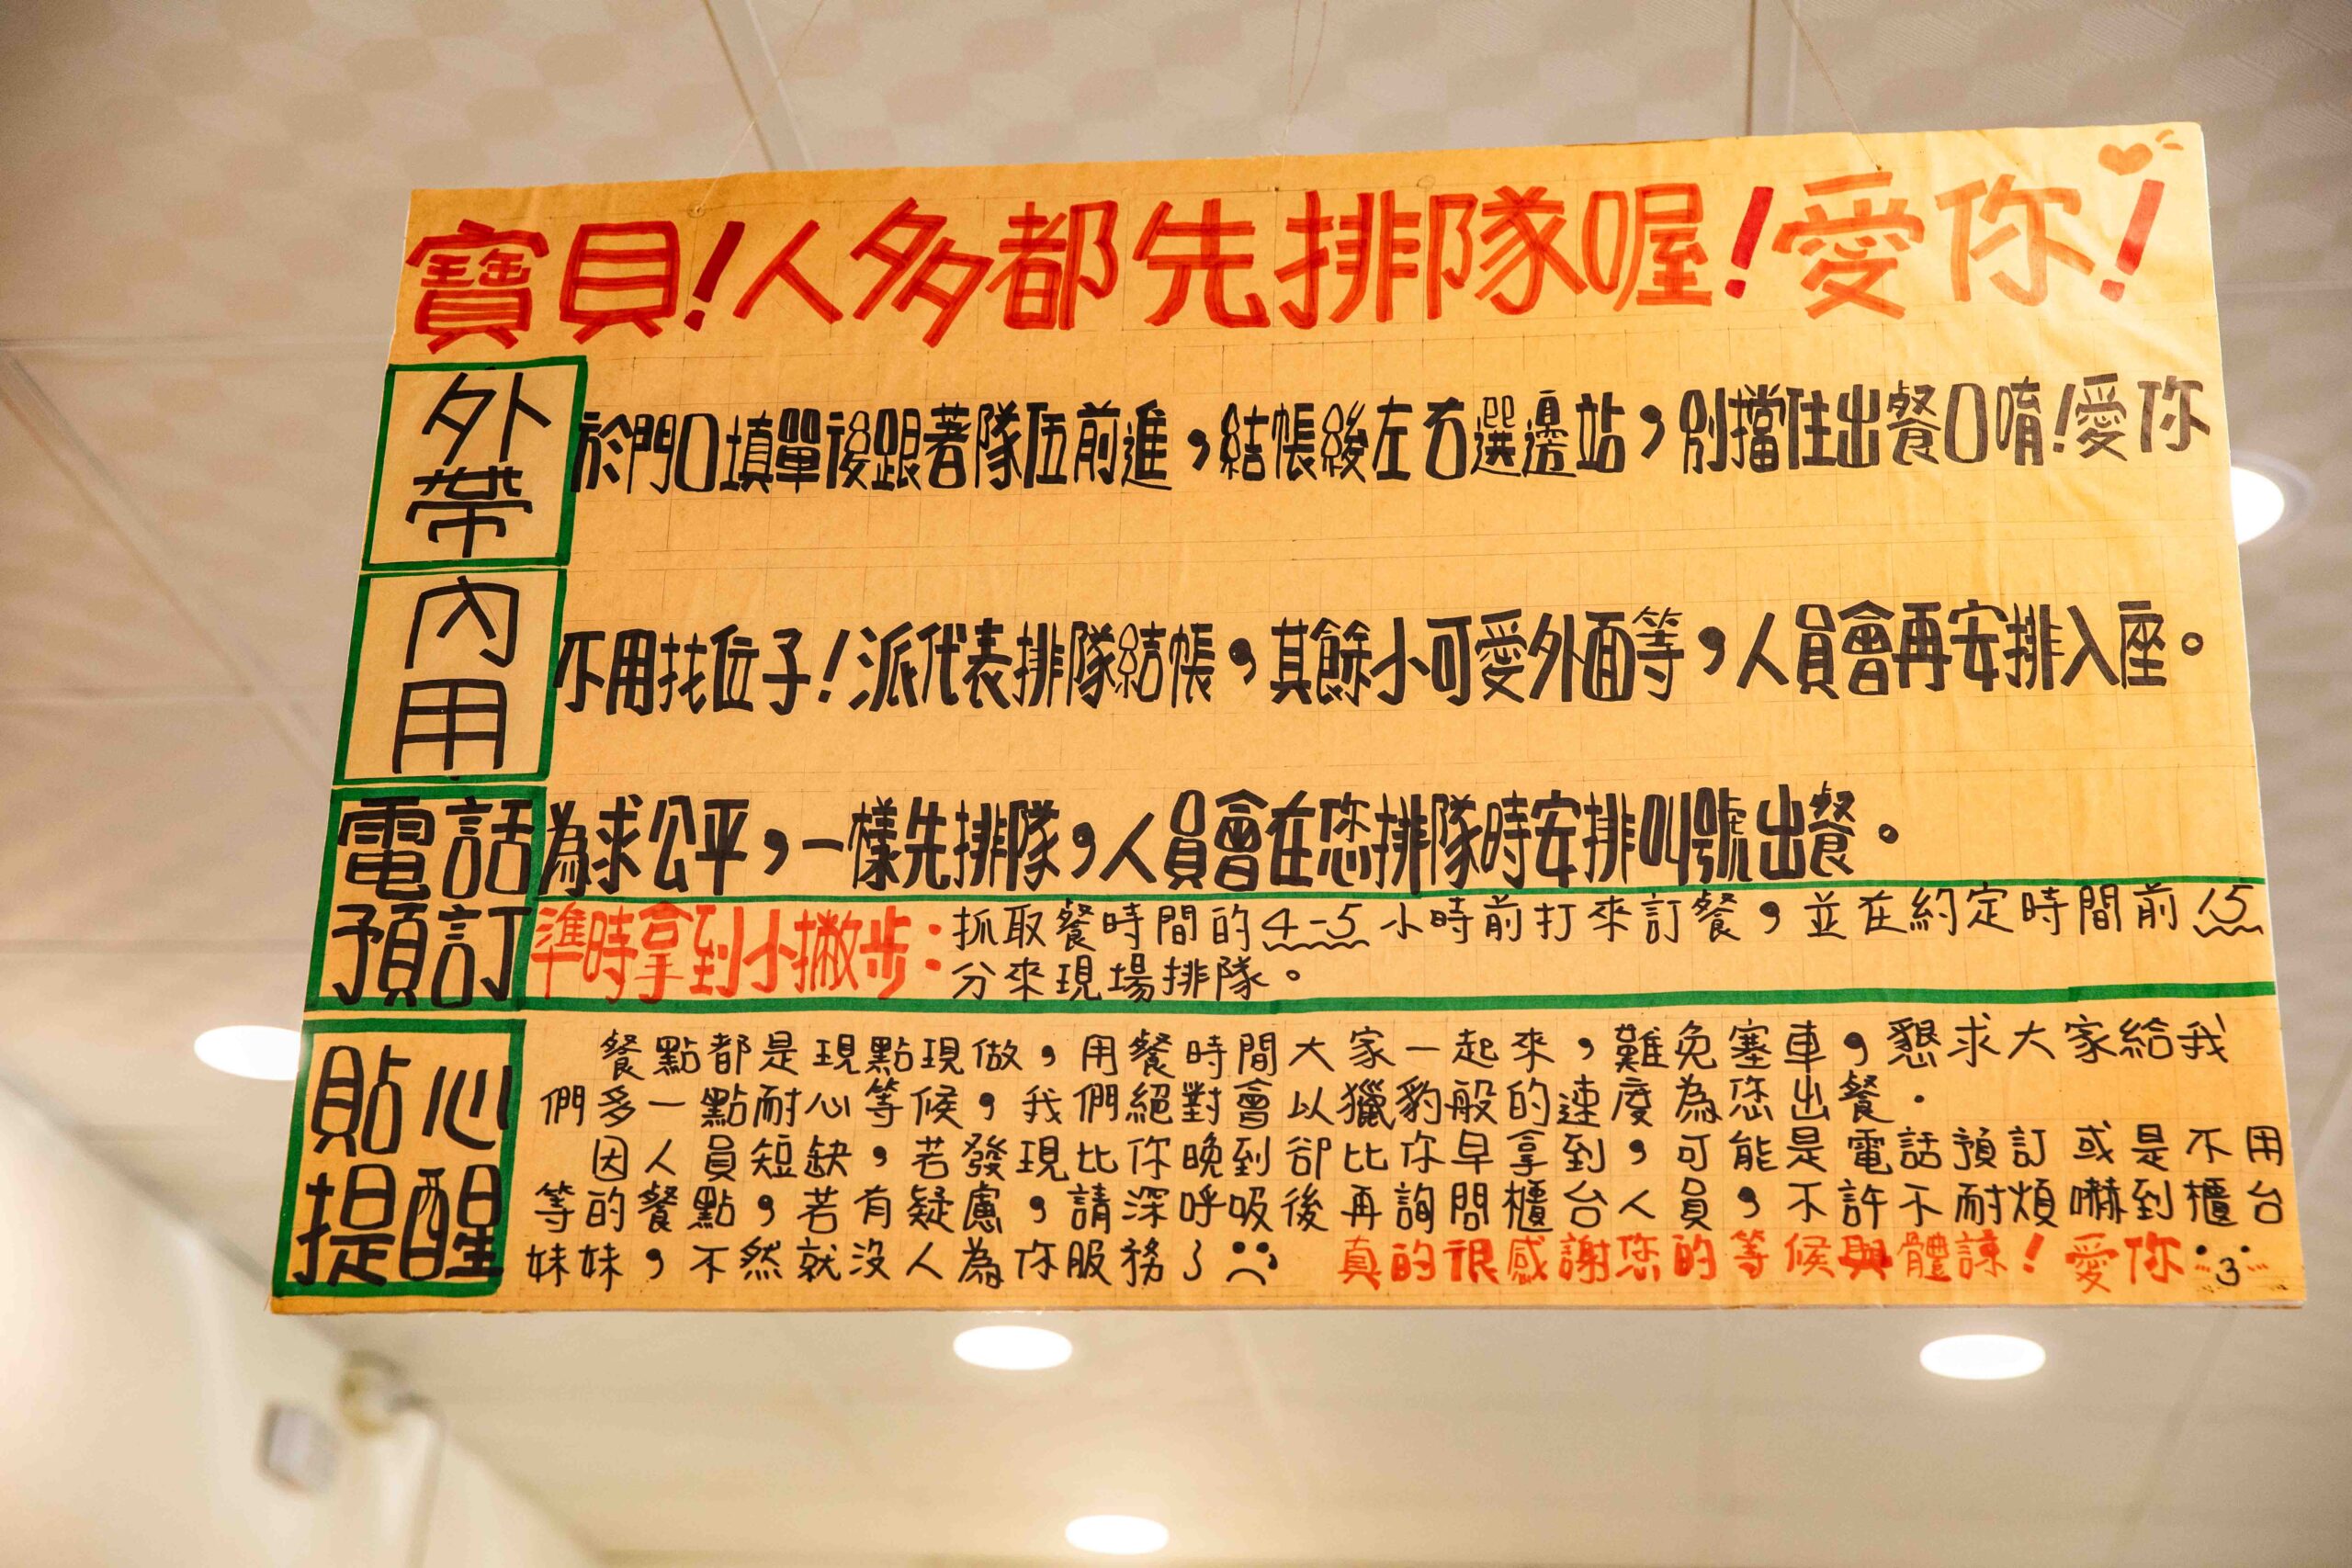 寶貝!人多都先排隊喔!愛你!
外帶
於門口填單後跟著隊伍前進，結帳後左右選邊站，別擋住出餐口唷!愛你
內用
不用找位子!派代表排隊結帳，其餘小可愛外面等，人員會再安排入座。
電話
預訂
為求公平，一樣先排隊，人員會在您排隊時安排叫號出餐。
準時拿到小撇步:
抓取餐時間的4-5小時前打來訂餐，並在約定時間前15
分來現場排隊。
貼心
提醒
餐點都是現點現做，用餐時間大家一起來，難免塞車，懇求大家給我
們多一點耐心等候，我們絕對會以獵豹般的速度為您出餐.
因人員短缺，若發現比你晚到卻比你早拿到，可能是電話預訂或是不用
等的餐點，若有疑慮，請深呼吸後再詢問櫃台人員，不許不耐煩嚇到櫃台
妹妹，不然就沒人為你服務了 真的很感謝您的等候與體諒!愛你